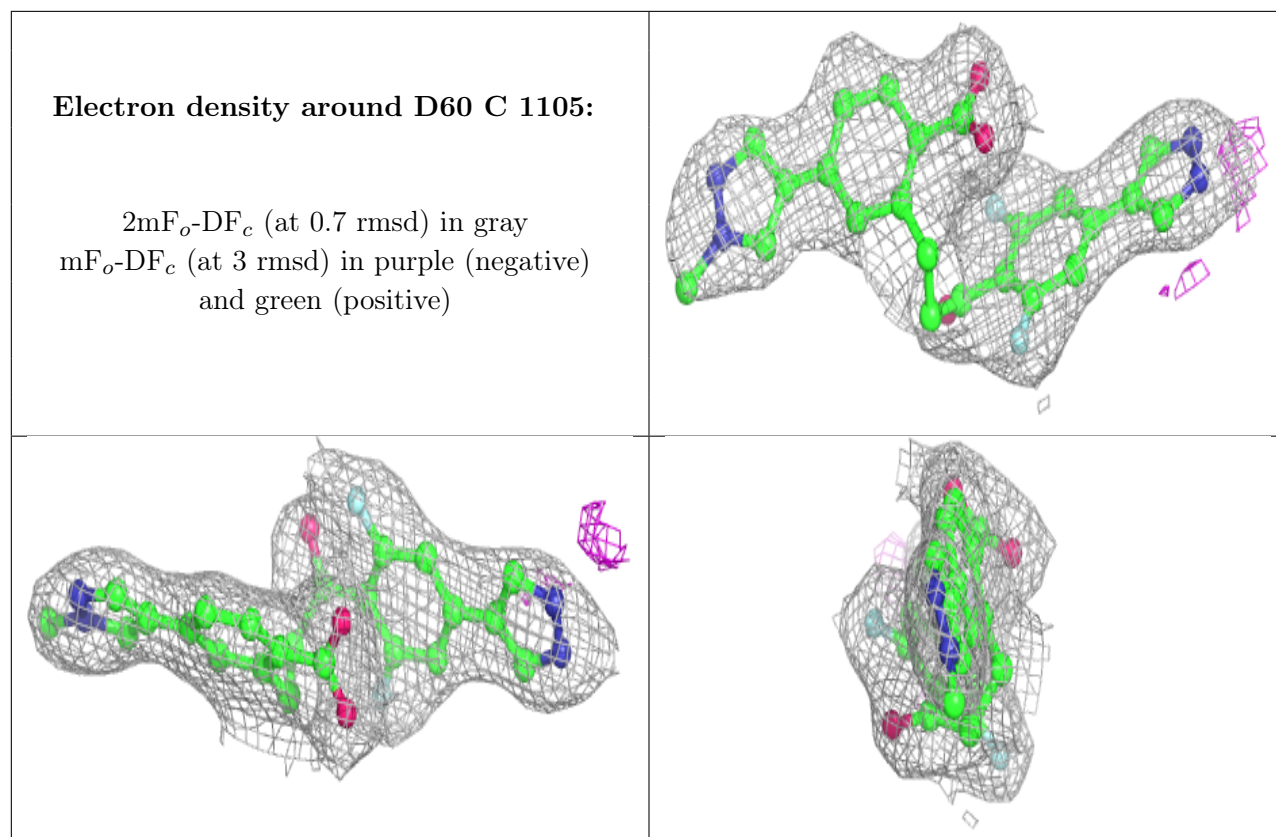 Electron density around D60 C 1105:
2mFₒ-DF𝒸 (at 0.7 rmsd) in gray
mFₒ-DF𝒸 (at 3 rmsd) in purple (negative)
and green (positive)